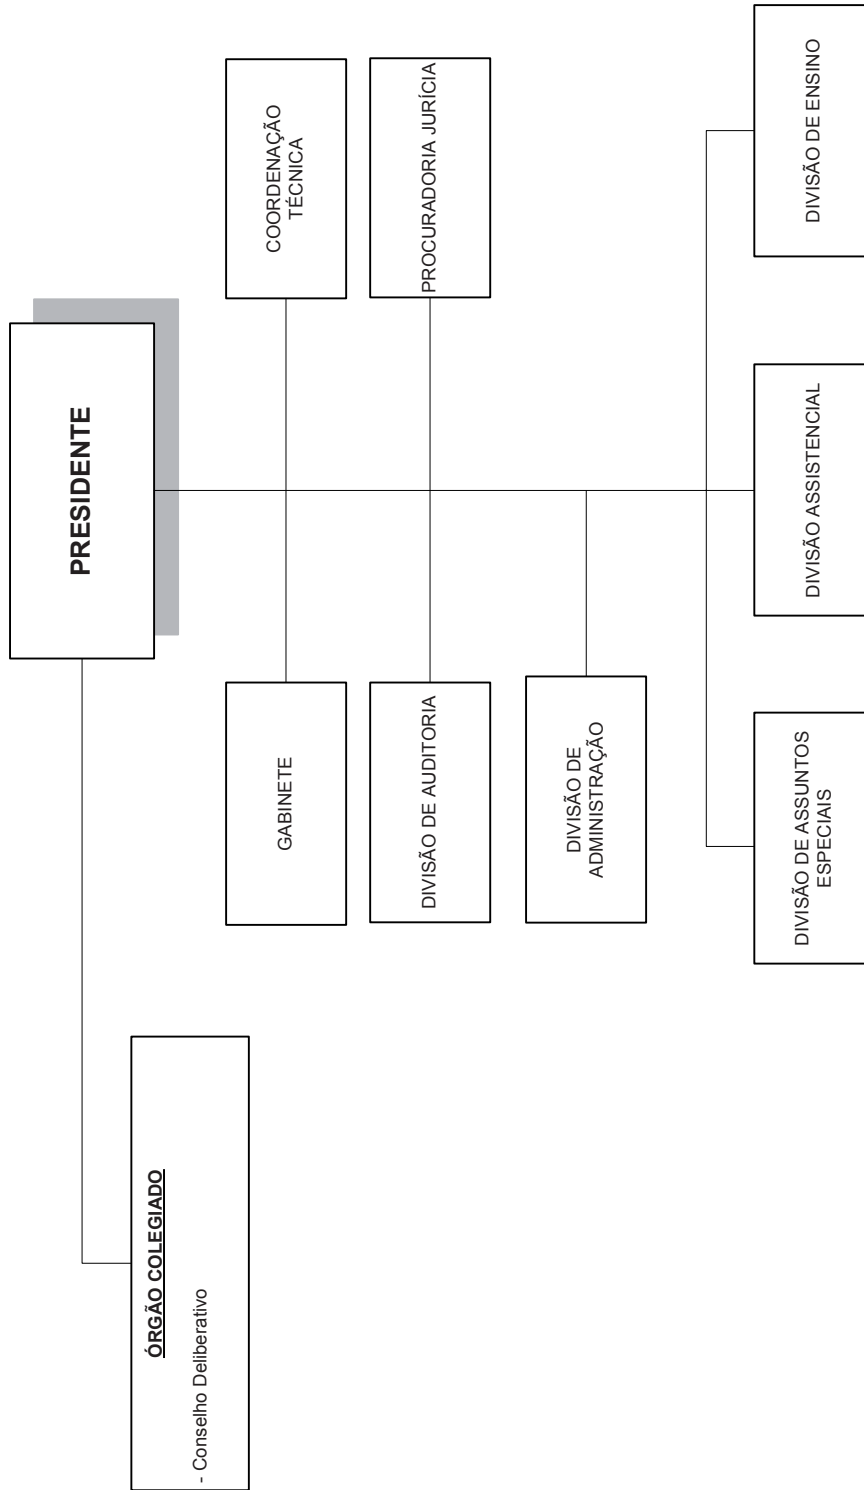 PRESIDENTE
ÓRGÃO COLEGIADO
- Conselho Deliberativo
GABINETE
COORDENAÇÃO
TÉCNICA
DIVISÃO DE AUDITORIA
PROCURADORIA JURÍCIA
DIVISÃO DE
ADMINISTRAÇÃO
DIVISÃO DE ASSUNTOS
ESPECIAIS
DIVISÃO ASSISTENCIAL
DIVISÃO DE ENSINO